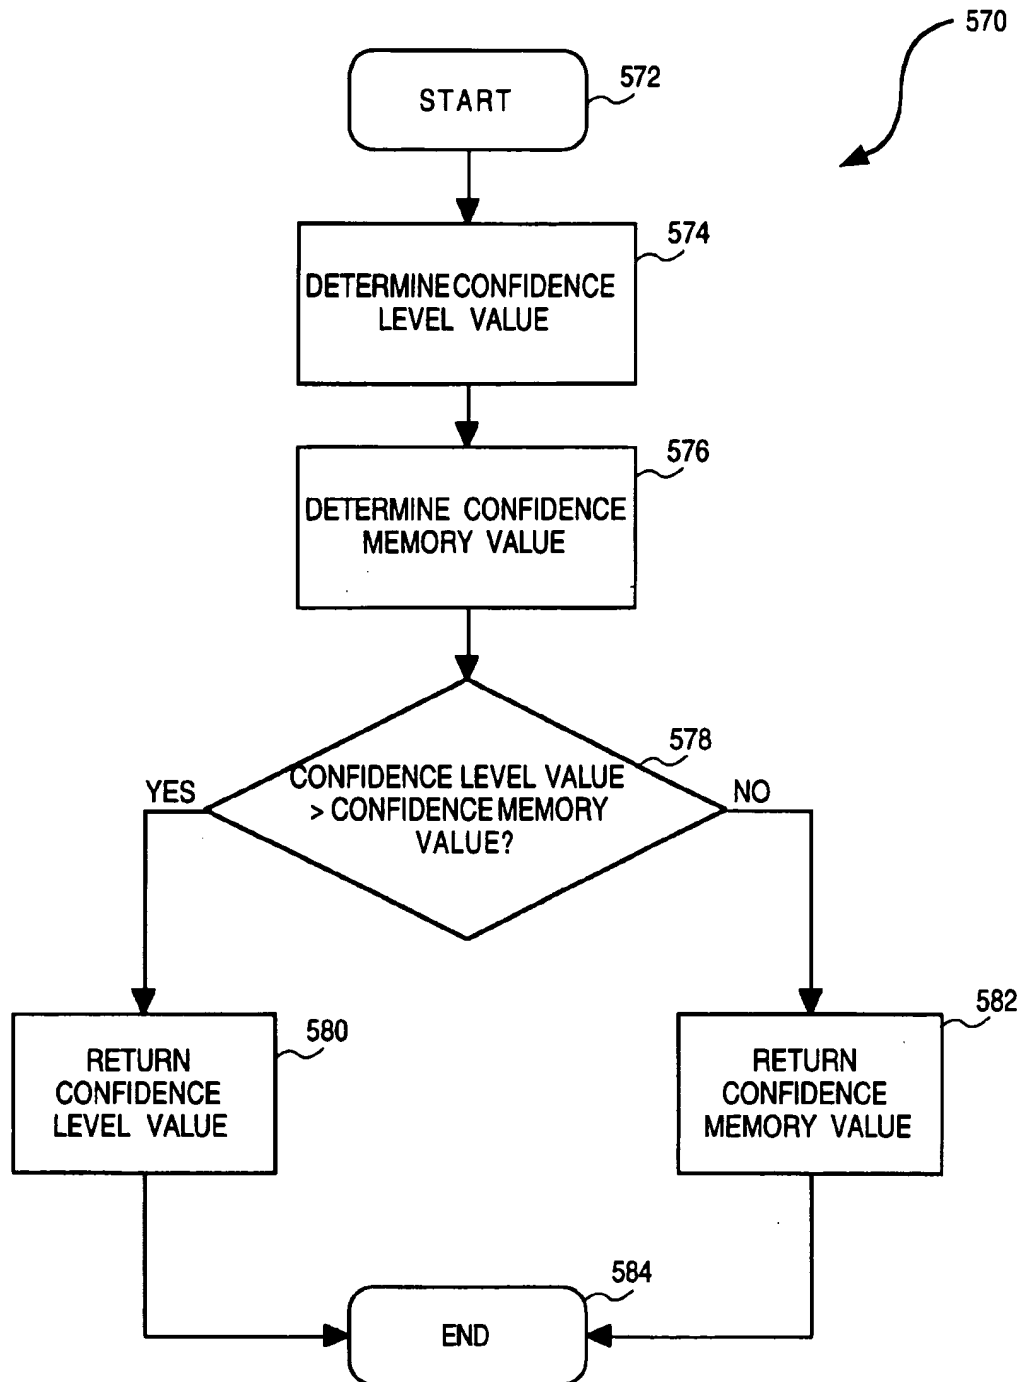 570
START
572
574
DETERMINE CONFIDENCE
LEVEL VALUE
576
DETERMINE CONFIDENCE
MEMORY VALUE
578
CONFIDENCE LEVEL VALUE
> CONFIDENCE MEMORY
VALUE?
YES
NO
580
RETURN
CONFIDENCE
LEVEL VALUE
582
RETURN
CONFIDENCE
MEMORY VALUE
584
END